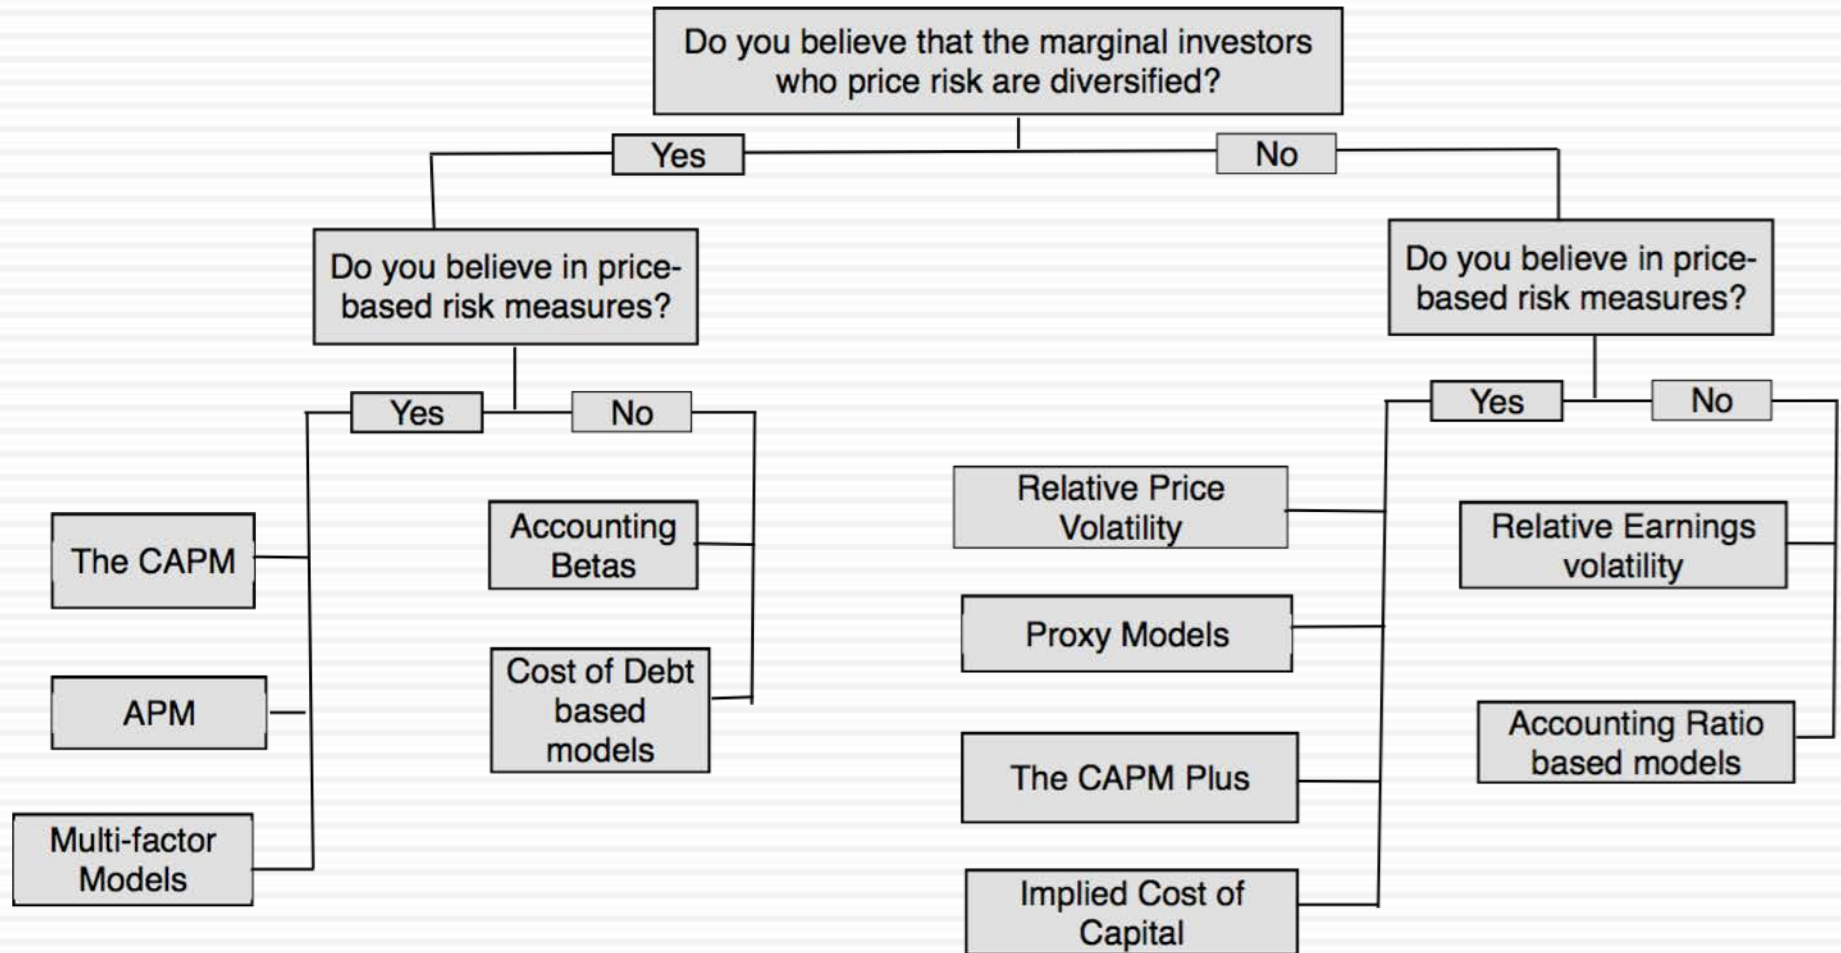 Do you believe that the marginal investors
who price risk are diversified?
Yes
No
Do you believe in price-
based risk measures?
Do you believe in price-
based risk measures?
Yes
No
Yes
No
The CAPM
APM
Multi-factor
Models
Accounting
Betas
Cost of Debt
based
models
Relative Price
Volatility
Proxy Models
The CAPM Plus
Implied Cost of
Capital
Relative Earnings
volatility
Accounting Ratio
based models